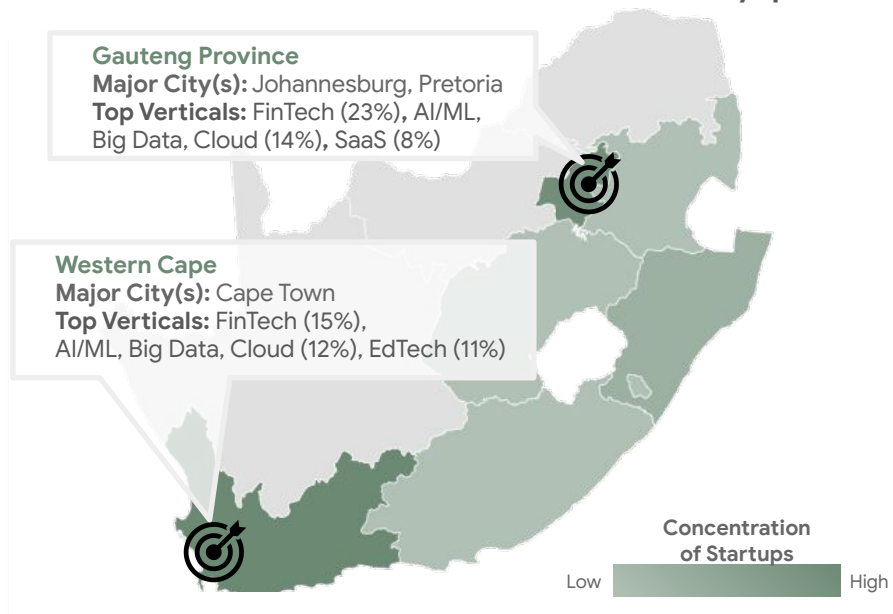 Gauteng Province
Major City(s): Johannesburg, Pretoria
Top Verticals: FinTech (23%), AI/ML,
Big Data, Cloud (14%), SaaS (8%)
Western Cape
Major City(s): Cape Town
Top Verticals: FinTech (15%),
AI/ML, Big Data, Cloud (12%), EdTech (11%)
Concentration
of Startups
Low
High